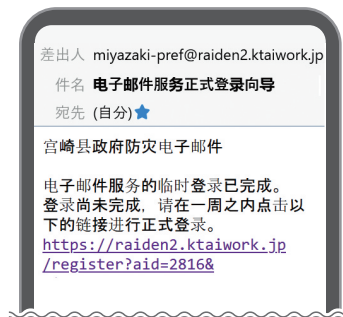 差出人 miyazaki-pref@raiden2.ktaiwork.jp
件名 电子邮件服务正式登录向导
宛先 (自分)
宫崎县政府防灾电子邮件
电子邮件服务的临时登录已完成。
登录尚未完成，请在一周之内点击以
下的链接进行正式登录。
https://raiden2.ktaiwork.jp
/register?aid=2816&